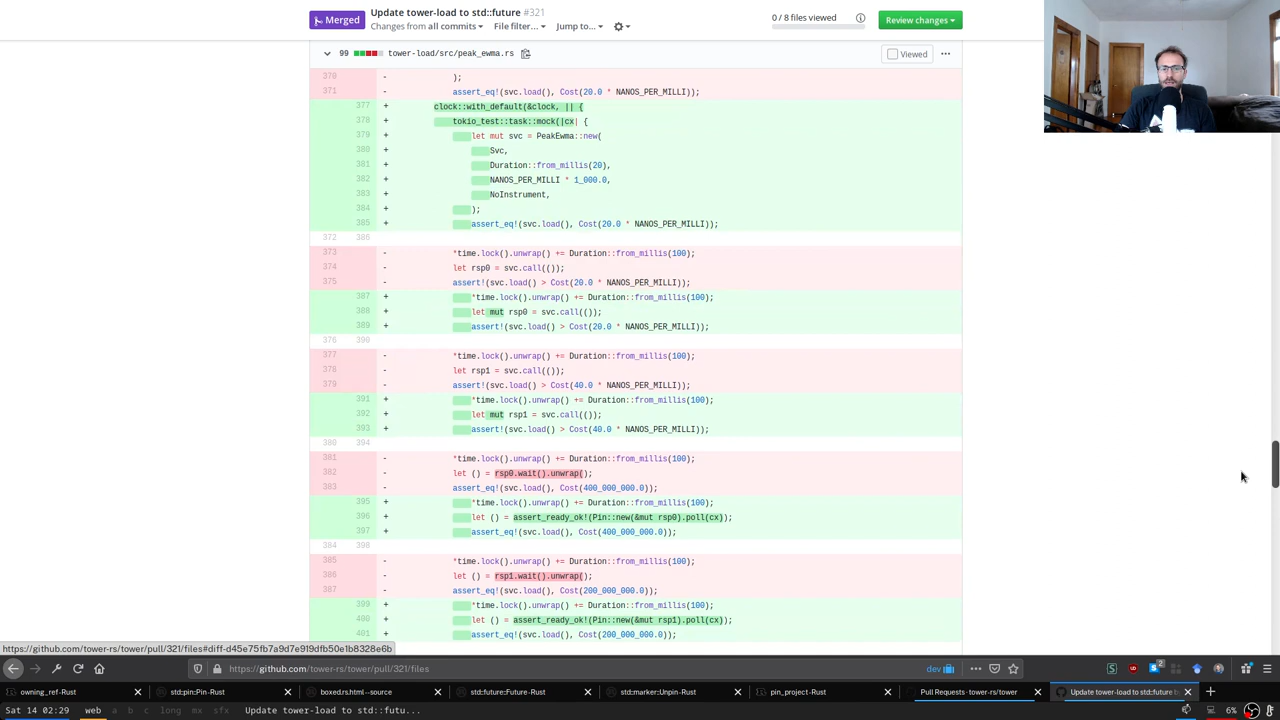 Merged
Update tower-load to std::future #321
Changes from all commits
File filter...
Jump to...
0 / 8 files viewed
Review changes
99
tower-load/src/peak_ewma.rs
Viewed
370 - );
371 - assert_eq!(svc.load(), Cost(20.0 * NANOS_PER_MILLI));
377 + clock::with_default(&clock, || {
378 + tokio_test::task::mock(|cx| {
379 + let mut svc = PeakEwma::new(
380 + Svc,
381 + Duration::from_millis(20),
382 + NANOS_PER_MILLI * 1_000.0,
383 + NoInstrument,
384 + );
385 + assert_eq!(svc.load(), Cost(20.0 * NANOS_PER_MILLI));
372 386
373 - *time.lock().unwrap() += Duration::from_millis(100);
374 - let rsp0 = svc.call(());
375 - assert!(svc.load() > Cost(20.0 * NANOS_PER_MILLI));
387 + *time.lock().unwrap() += Duration::from_millis(100);
388 + let mut rsp0 = svc.call(());
389 + assert!(svc.load() > Cost(20.0 * NANOS_PER_MILLI));
376 390
377 - *time.lock().unwrap() += Duration::from_millis(100);
378 - let rsp1 = svc.call(());
379 - assert!(svc.load() > Cost(40.0 * NANOS_PER_MILLI));
391 + *time.lock().unwrap() += Duration::from_millis(100);
392 + let mut rsp1 = svc.call(());
393 + assert!(svc.load() > Cost(40.0 * NANOS_PER_MILLI));
380 394
381 - *time.lock().unwrap() += Duration::from_millis(100);
382 - let () = rsp0.wait().unwrap();
383 - assert_eq!(svc.load(), Cost(400_000_000.0));
395 + *time.lock().unwrap() += Duration::from_millis(100);
396 + let () = assert_ready_ok!(Pin::new(&mut rsp0).poll(cx));
397 + assert_eq!(svc.load(), Cost(400_000_000.0));
384 398
385 - *time.lock().unwrap() += Duration::from_millis(100);
386 - let () = rsp1.wait().unwrap();
387 - assert_eq!(svc.load(), Cost(200_000_000.0));
399 + *time.lock().unwrap() += Duration::from_millis(100);
400 + let () = assert_ready_ok!(Pin::new(&mut rsp1).poll(cx));
401 + assert_eq!(svc.load(), Cost(200_000_000.0));
https://github.com/tower-rs/tower/pull/321/files#diff-d45e75fb7a9d7e919dfb50e1b8328e6b
https://github.com/tower-rs/tower/pull/321/files
dev
2
owning_ref - Rust
std::pin::Pin - Rust
boxed.rs.html -- source
std::future::Future - Rust
std::marker::Unpin - Rust
pin_project - Rust
Pull Requests · tower-rs/tower
Update tower-load to std::future b
Sat 14 02:29 web a b c long mx sfx Update tower-load to std::futu...
6%